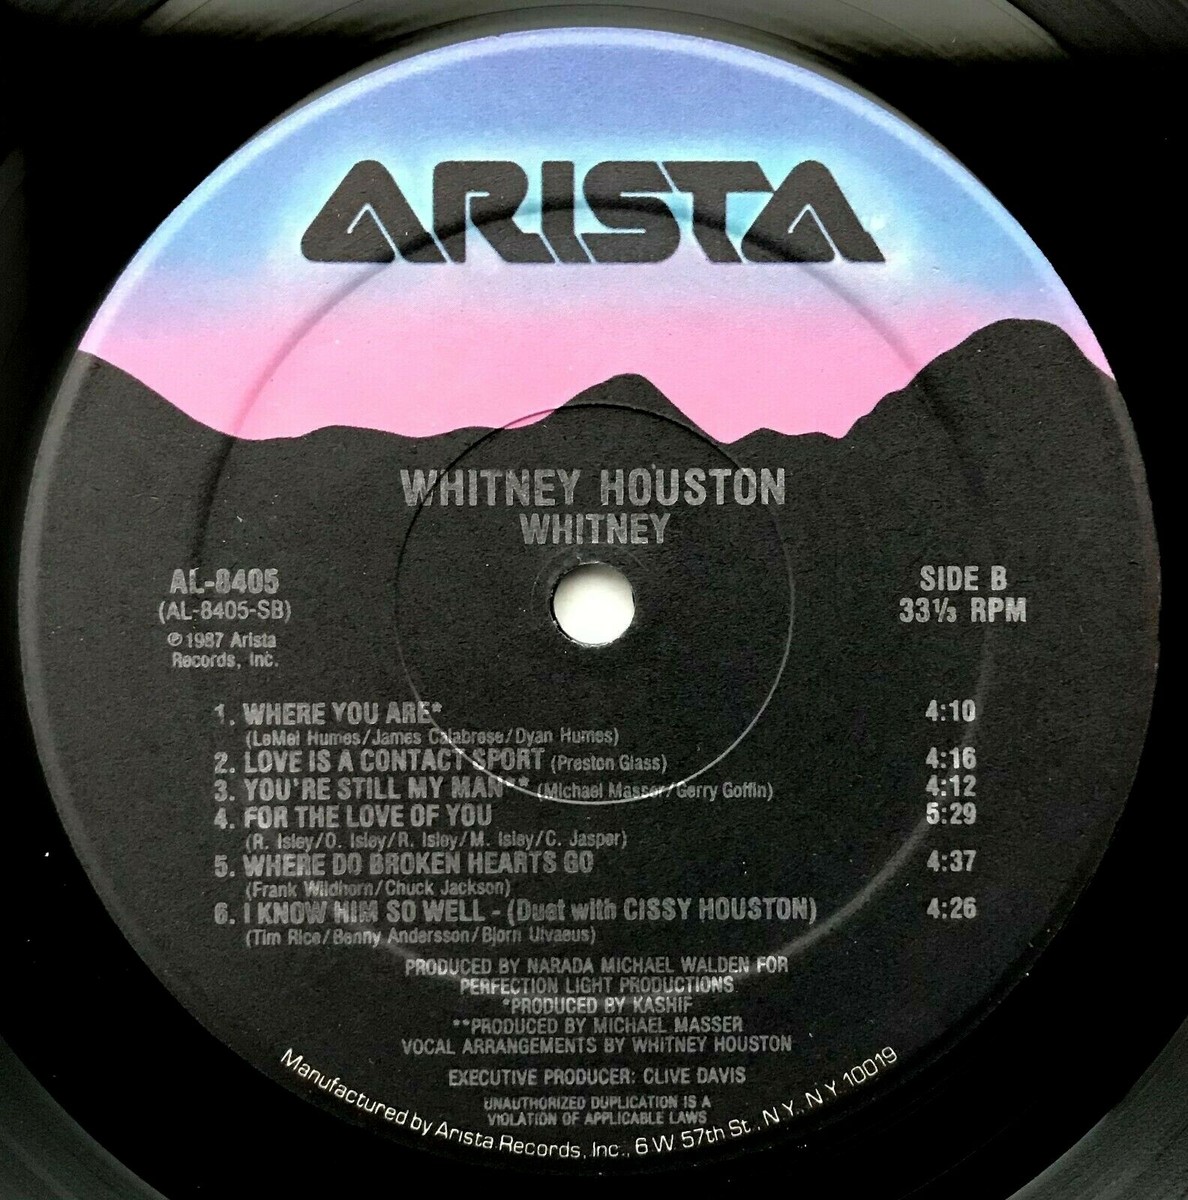 ARISTA
WHITNEY HOUSTON
WHITNEY
AL-8405
(AL-8405-SB)
℗ 1987 Arista
Records, Inc.
SIDE B
33⅓ RPM
1. WHERE YOU ARE* 4:10
(LeMel Humes/James Calabrese/Dyan Humes)
2. LOVE IS A CONTACT SPORT (Preston Glass) 4:16
3. YOU'RE STILL MY MAN** (Michael Masser/Gerry Goffin) 4:12
4. FOR THE LOVE OF YOU 5:29
(R. Isley/O. Isley/R. Isley/M. Isley/C. Jasper)
5. WHERE DO BROKEN HEARTS GO 4:37
(Frank Wildhorn/Chuck Jackson)
6. I KNOW HIM SO WELL - (Duet with CISSY HOUSTON) 4:26
(Tim Rice/Benny Andersson/Bjorn Ulvaeus)
PRODUCED BY NARADA MICHAEL WALDEN FOR
PERFECTION LIGHT PRODUCTIONS
*PRODUCED BY KASHIF
**PRODUCED BY MICHAEL MASSER
VOCAL ARRANGEMENTS BY WHITNEY HOUSTON
EXECUTIVE PRODUCER: CLIVE DAVIS
UNAUTHORIZED DUPLICATION IS A
VIOLATION OF APPLICABLE LAWS
Manufactured by Arista Records, Inc., 6 W. 57th St., N.Y., N.Y. 10019